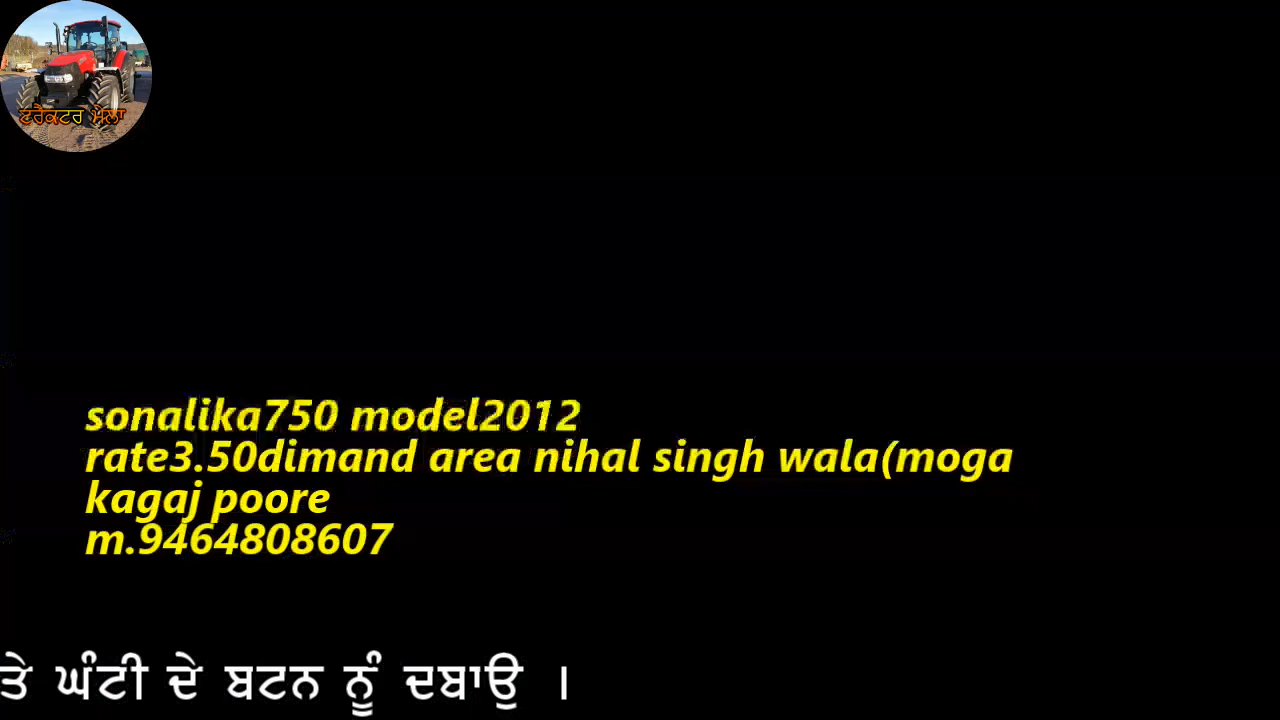 ਟਰੈਕਟਰ ਮੇਲਾ
sonalika750 model2012
rate3.50dimand area nihal singh wala(moga
kagaj poore
m.9464808607
ਤੇ ਘੰਟੀ ਦੇ ਬਟਨ ਨੂੰ ਦਬਾਉ ।